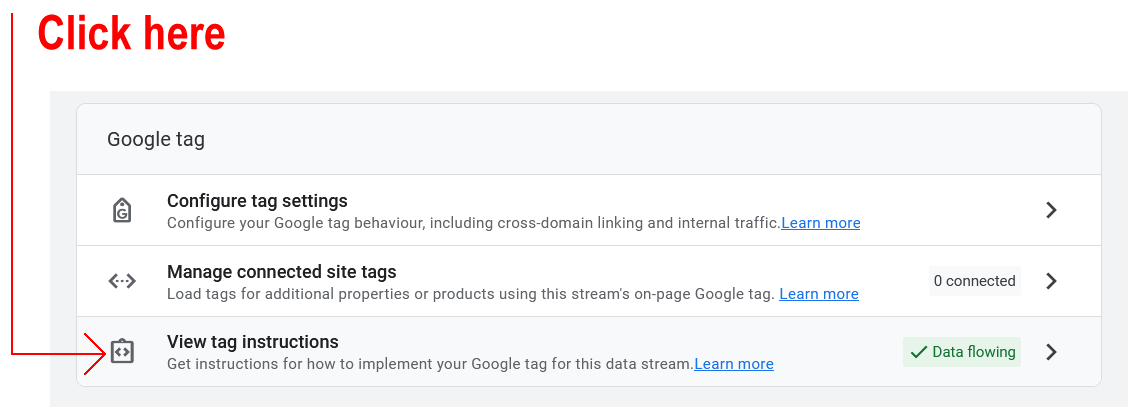 Click here
Google tag
Configure tag settings
Configure your Google tag behaviour, including cross-domain linking and internal traffic.Learn more
Manage connected site tags
Load tags for additional properties or products using this stream's on-page Google tag. Learn more
0 connected
View tag instructions
Get instructions for how to implement your Google tag for this data stream.Learn more
Data flowing